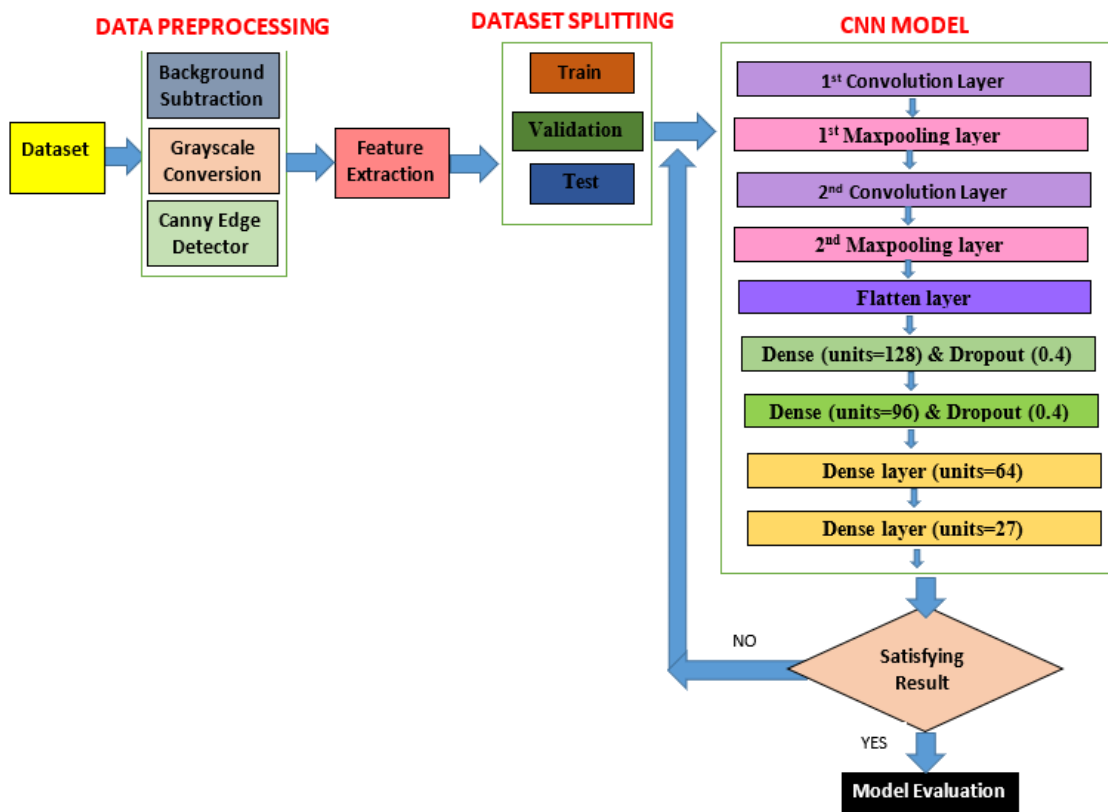 DATA PREPROCESSING
DATASET SPLITTING
CNN MODEL
Dataset
Background
Subtraction
Grayscale
Conversion
Canny Edge
Detector
Feature
Extraction
Train
Validation
Test
1st Convolution Layer
1st Maxpooling layer
2nd Convolution Layer
2nd Maxpooling layer
Flatten layer
Dense (units=128) & Dropout (0.4)
Dense (units=96) & Dropout (0.4)
Dense layer (units=64)
Dense layer (units=27)
Satisfying
Result
NO
YES
Model Evaluation